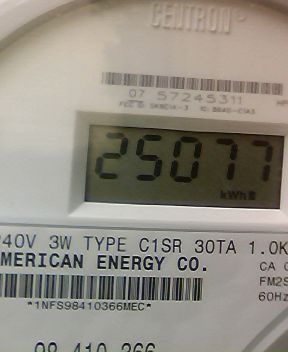 CENTRON
07 57245311
25077
kWh
240V 3W TYPE C1SR 30TA 1.0K
MERICAN ENERGY CO.
CA
FM2S
60Hz
*1NFS98410366MEC*
98 410 366